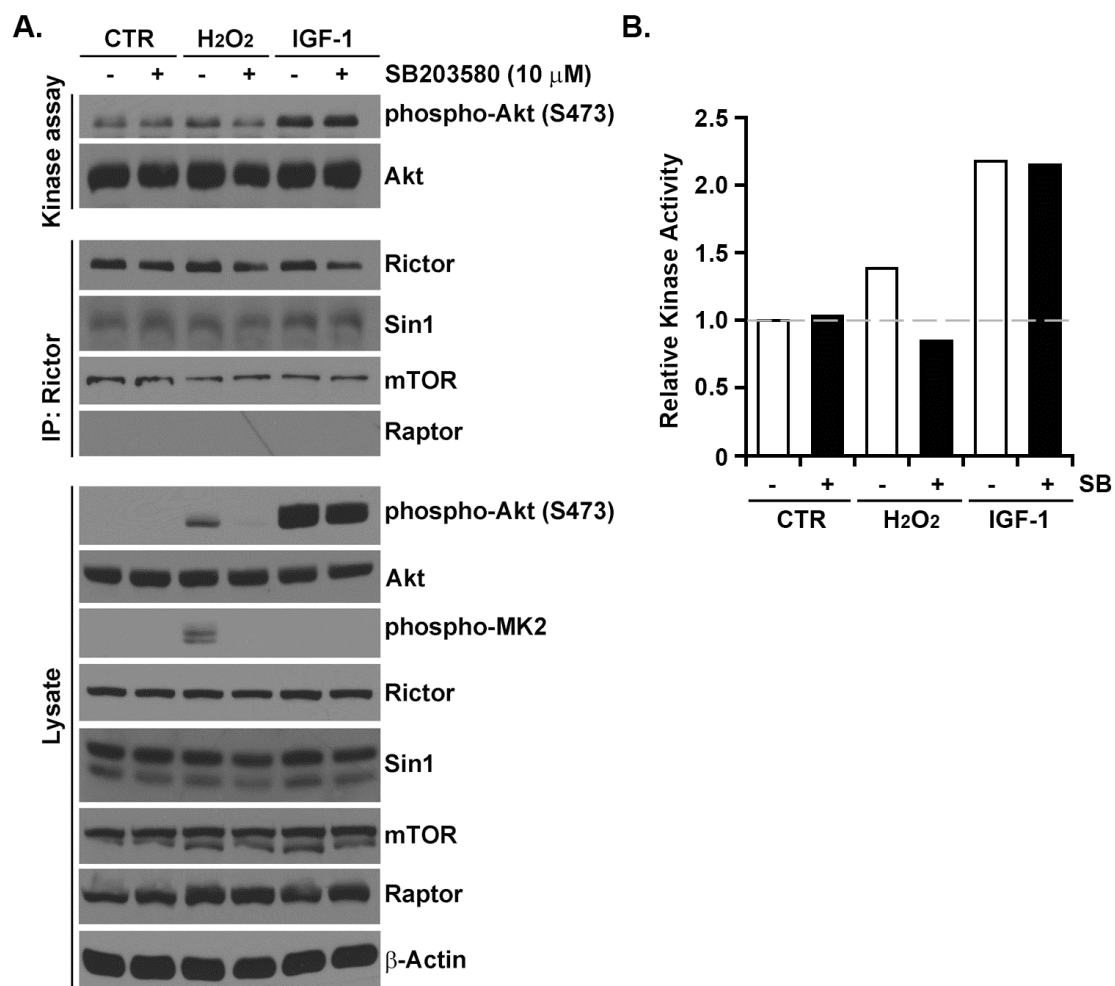 A.
CTR H2O2 IGF-1
- + - + - + SB203580 (10 μM)
Kinase assay
phospho-Akt (S473)
Akt
IP: Rictor
Rictor
Sin1
mTOR
Raptor
Lysate
phospho-Akt (S473)
Akt
phospho-MK2
Rictor
Sin1
mTOR
Raptor
β-Actin
B.
Relative Kinase Activity
2.5
2.0
1.5
1.0
0.5
0
- + - + - + SB
CTR H2O2 IGF-1